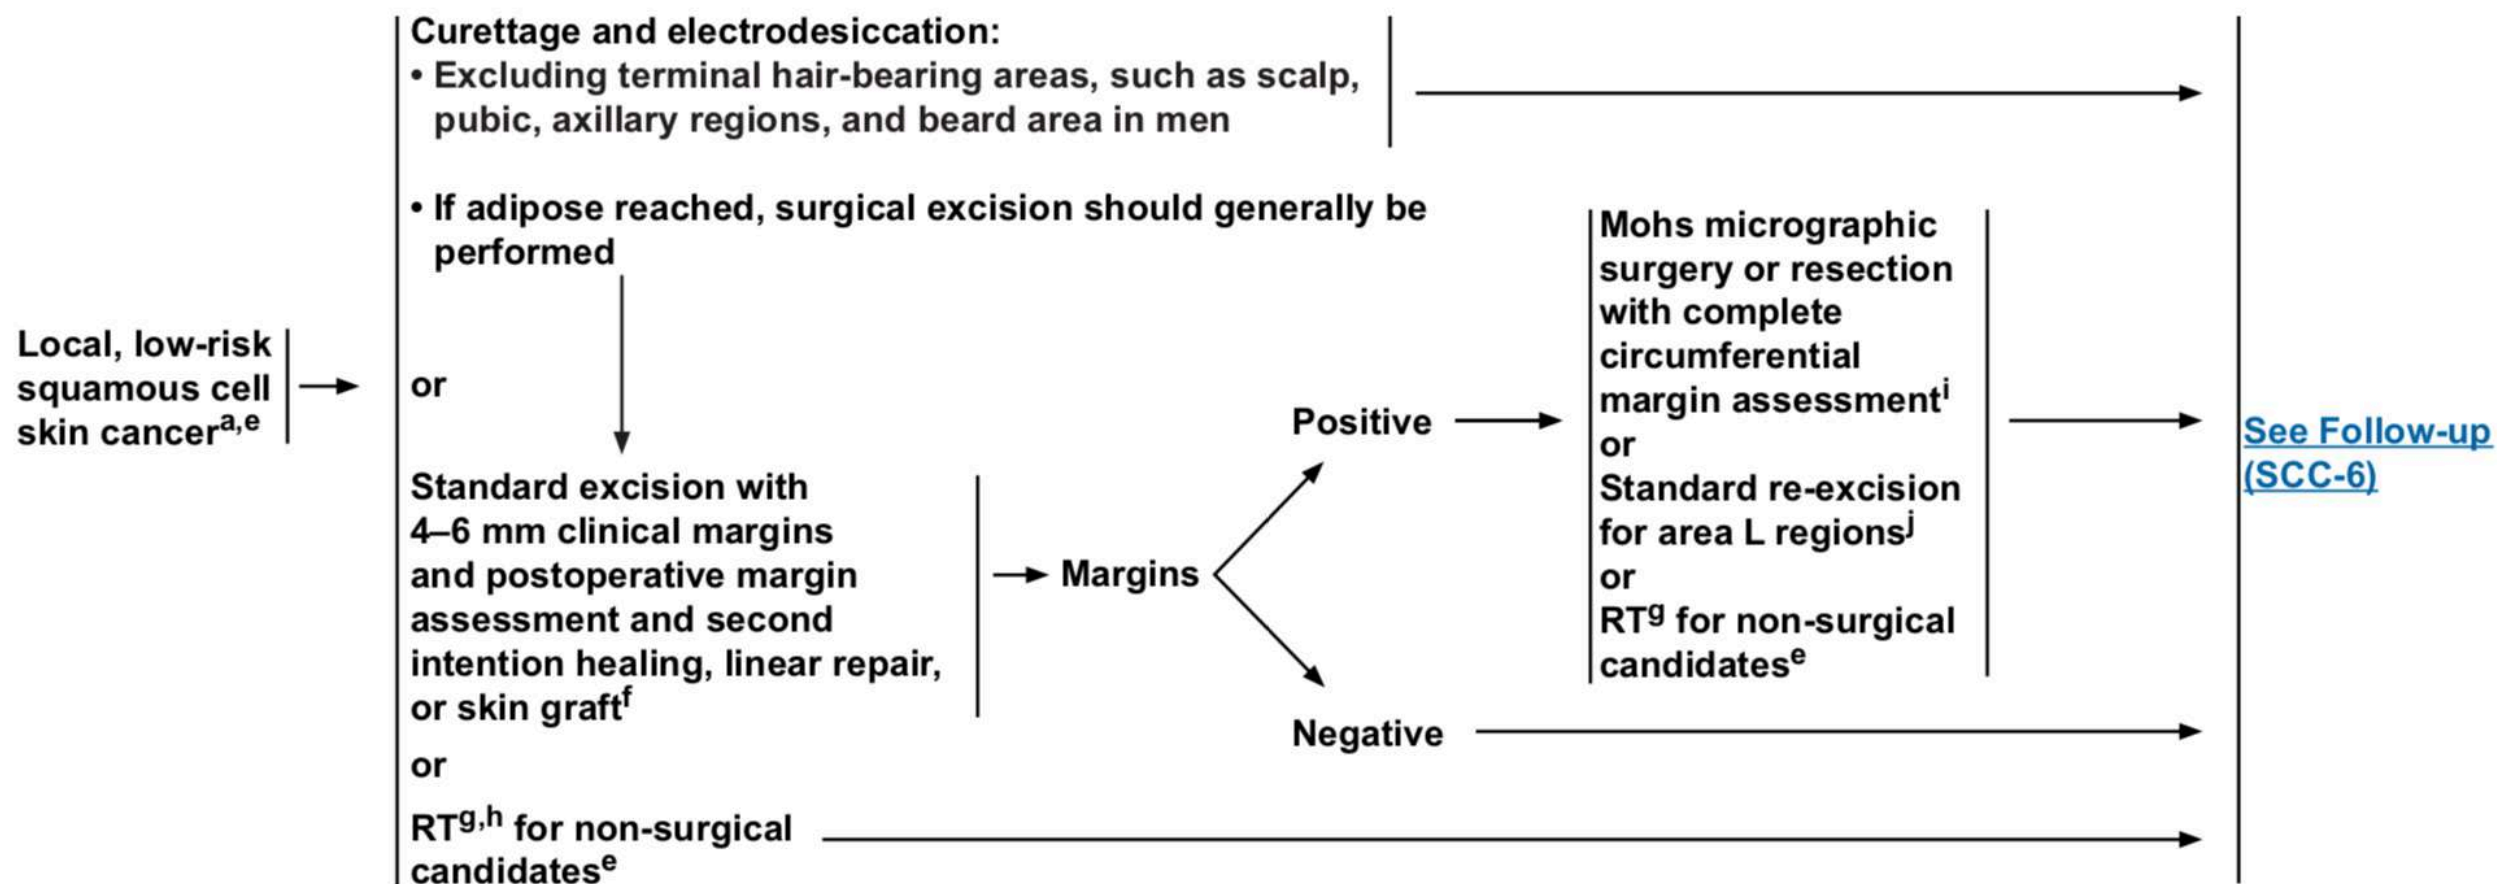 Local, low-risk
squamous cell
skin cancera,e
Curettage and electrodesiccation:
• Excluding terminal hair-bearing areas, such as scalp,
pubic, axillary regions, and beard area in men
• If adipose reached, surgical excision should generally be
performed
or
Standard excision with
4–6 mm clinical margins
and postoperative margin
assessment and second
intention healing, linear repair,
or skin graftf
or
RTg,h for non-surgical
candidatese
Margins
Positive
Negative
Mohs micrographic
surgery or resection
with complete
circumferential
margin assessmenti
or
Standard re-excision
for area L regionsj
or
RTg for non-surgical
candidatese
See Follow-up
(SCC-6)